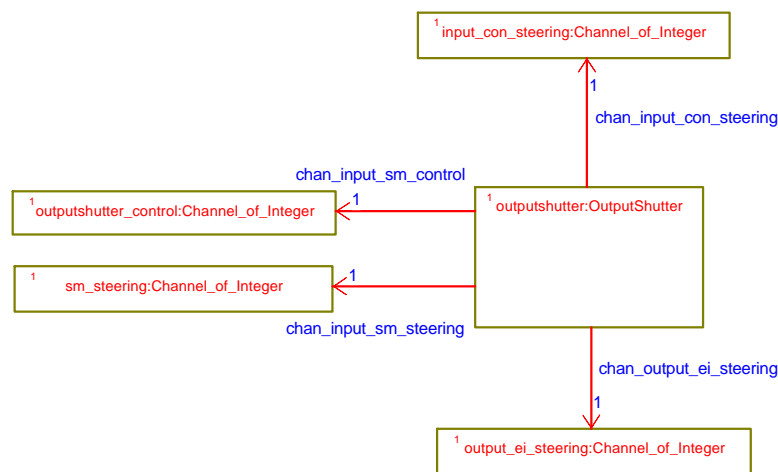 1 input_con_steering:Channel_of_Integer
1
chan_input_con_steering
chan_input_sm_control
1 outputshutter_control:Channel_of_Integer
1
1 outputshutter:OutputShutter
1 sm_steering:Channel_of_Integer
1
chan_input_sm_steering
chan_output_ei_steering
1
1 output_ei_steering:Channel_of_Integer